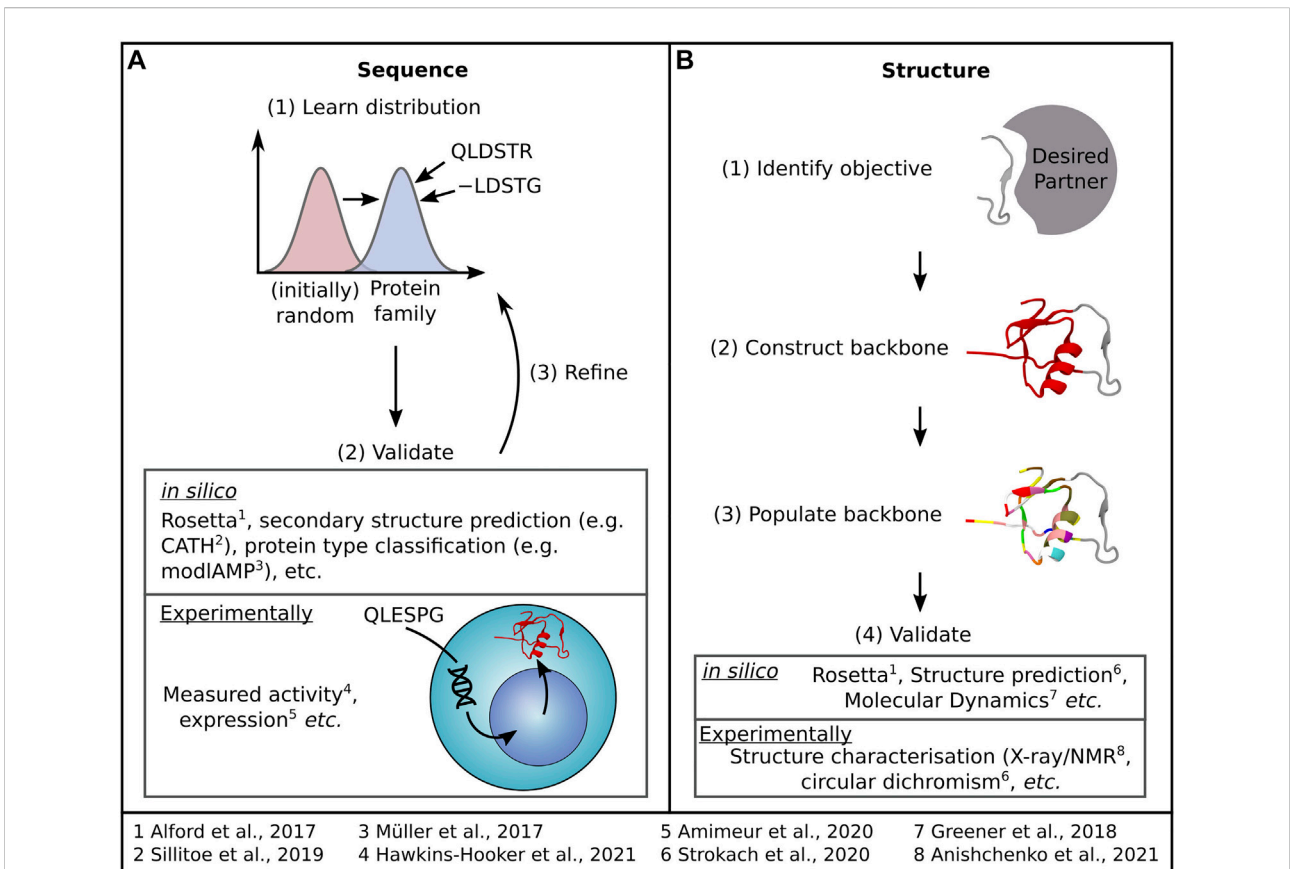 A
Sequence
(1) Learn distribution
QLDSTR
−LDSTG
(initially)
random
Protein
family
(3) Refine
(2) Validate
in silico
Rosetta1, secondary structure prediction (e.g.
CATH2), protein type classification (e.g.
modlAMP3), etc.
Experimentally
QLESPG
Measured activity4,
expression5 etc.
B
Structure
(1) Identify objective
Desired
Partner
(2) Construct backbone
(3) Populate backbone
(4) Validate
in silico
Rosetta1, Structure prediction6,
Molecular Dynamics7 etc.
Experimentally
Structure characterisation (X-ray/NMR8,
circular dichromism6, etc.
1 Alford et al., 2017
2 Sillitoe et al., 2019
3 Müller et al., 2017
4 Hawkins-Hooker et al., 2021
5 Amimeur et al., 2020
6 Strokach et al., 2020
7 Greener et al., 2018
8 Anishchenko et al., 2021